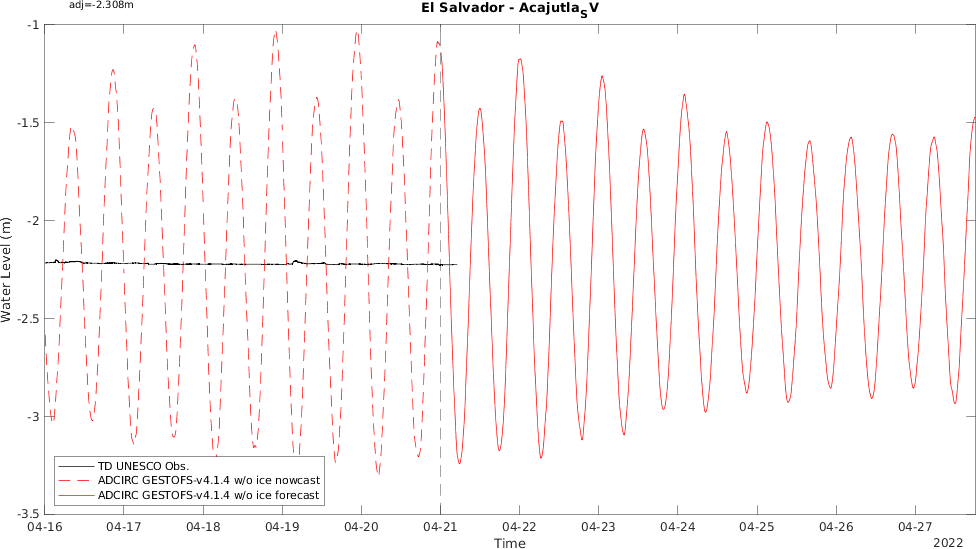 adj=-2.308m
El Salvador - Acajutla_SV
-1
-1.5
-2
-2.5
-3
-3.5
Water Level (m)
TD UNESCO Obs.
ADCIRC GESTOFS-v4.1.4 w/o ice nowcast
ADCIRC GESTOFS-v4.1.4 w/o ice forecast
04-16 04-17 04-18 04-19 04-20 04-21 04-22 04-23 04-24 04-25 04-26 04-27
Time
2022